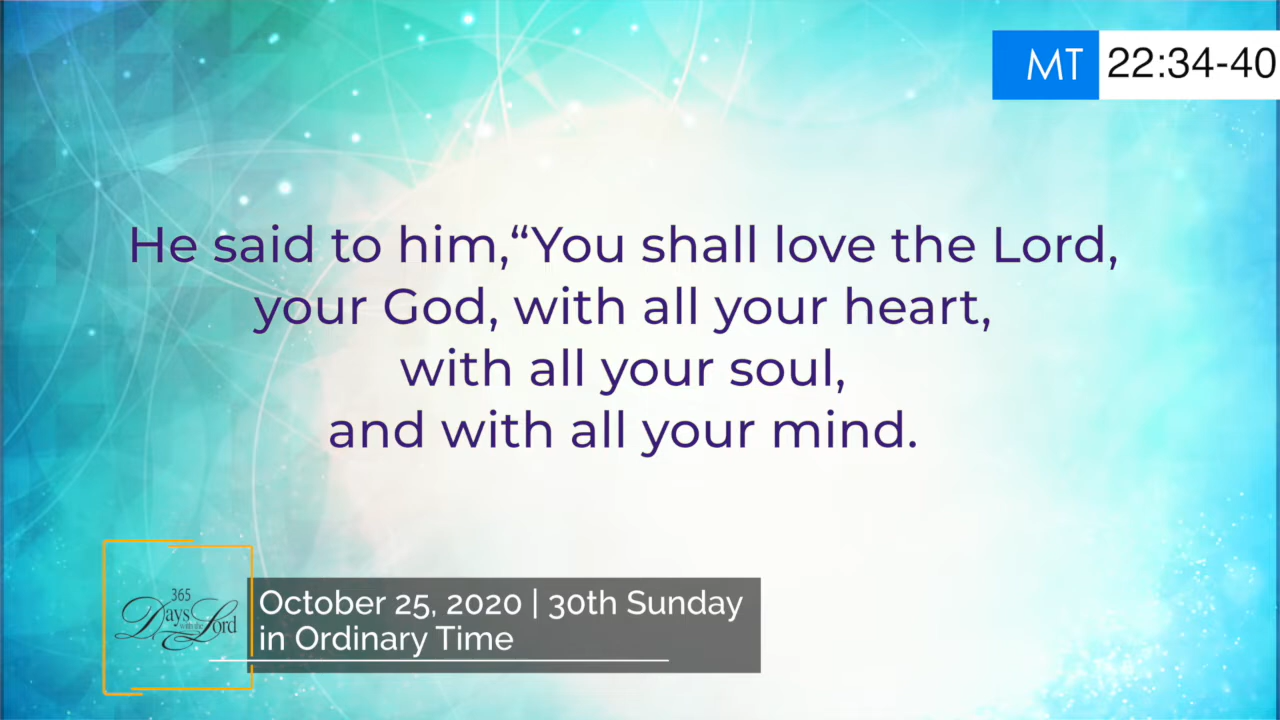 MT 22:34-40
He said to him,“You shall love the Lord,
your God, with all your heart,
with all your soul,
and with all your mind.
365
Days with the Lord
October 25, 2020 | 30th Sunday
in Ordinary Time